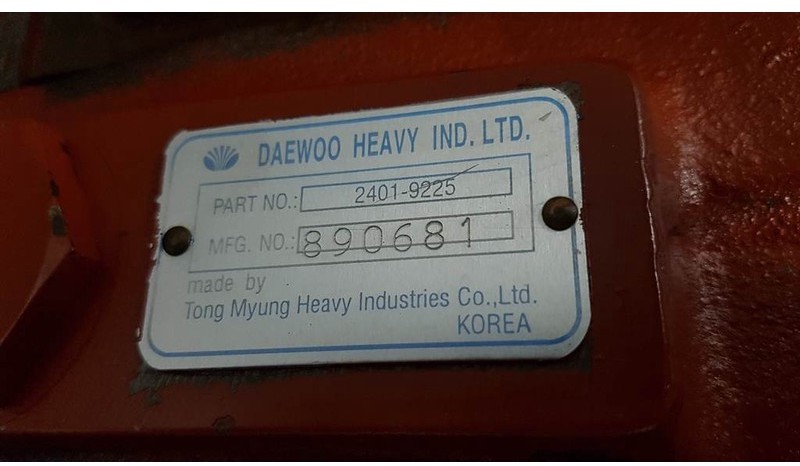 DAEWOO HEAVY IND. LTD.
PART NO.: 2401-9225
MFG. NO.: 890681
made by
Tong Myung Heavy Industries Co.,Ltd.
KOREA